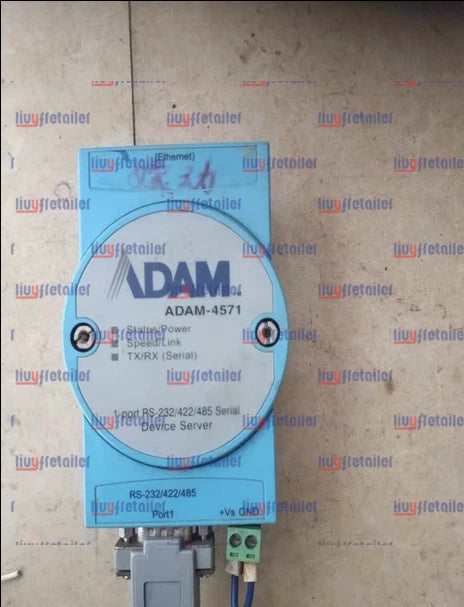 (Ethernet)
ADAM
ADAM-4571
Status/Power
Speed/Link
TX/RX (Serial)
1-port RS-232/422/485 Serial
Device Server
RS-232/422/485
Port1
+Vs GND
liuyffretailer